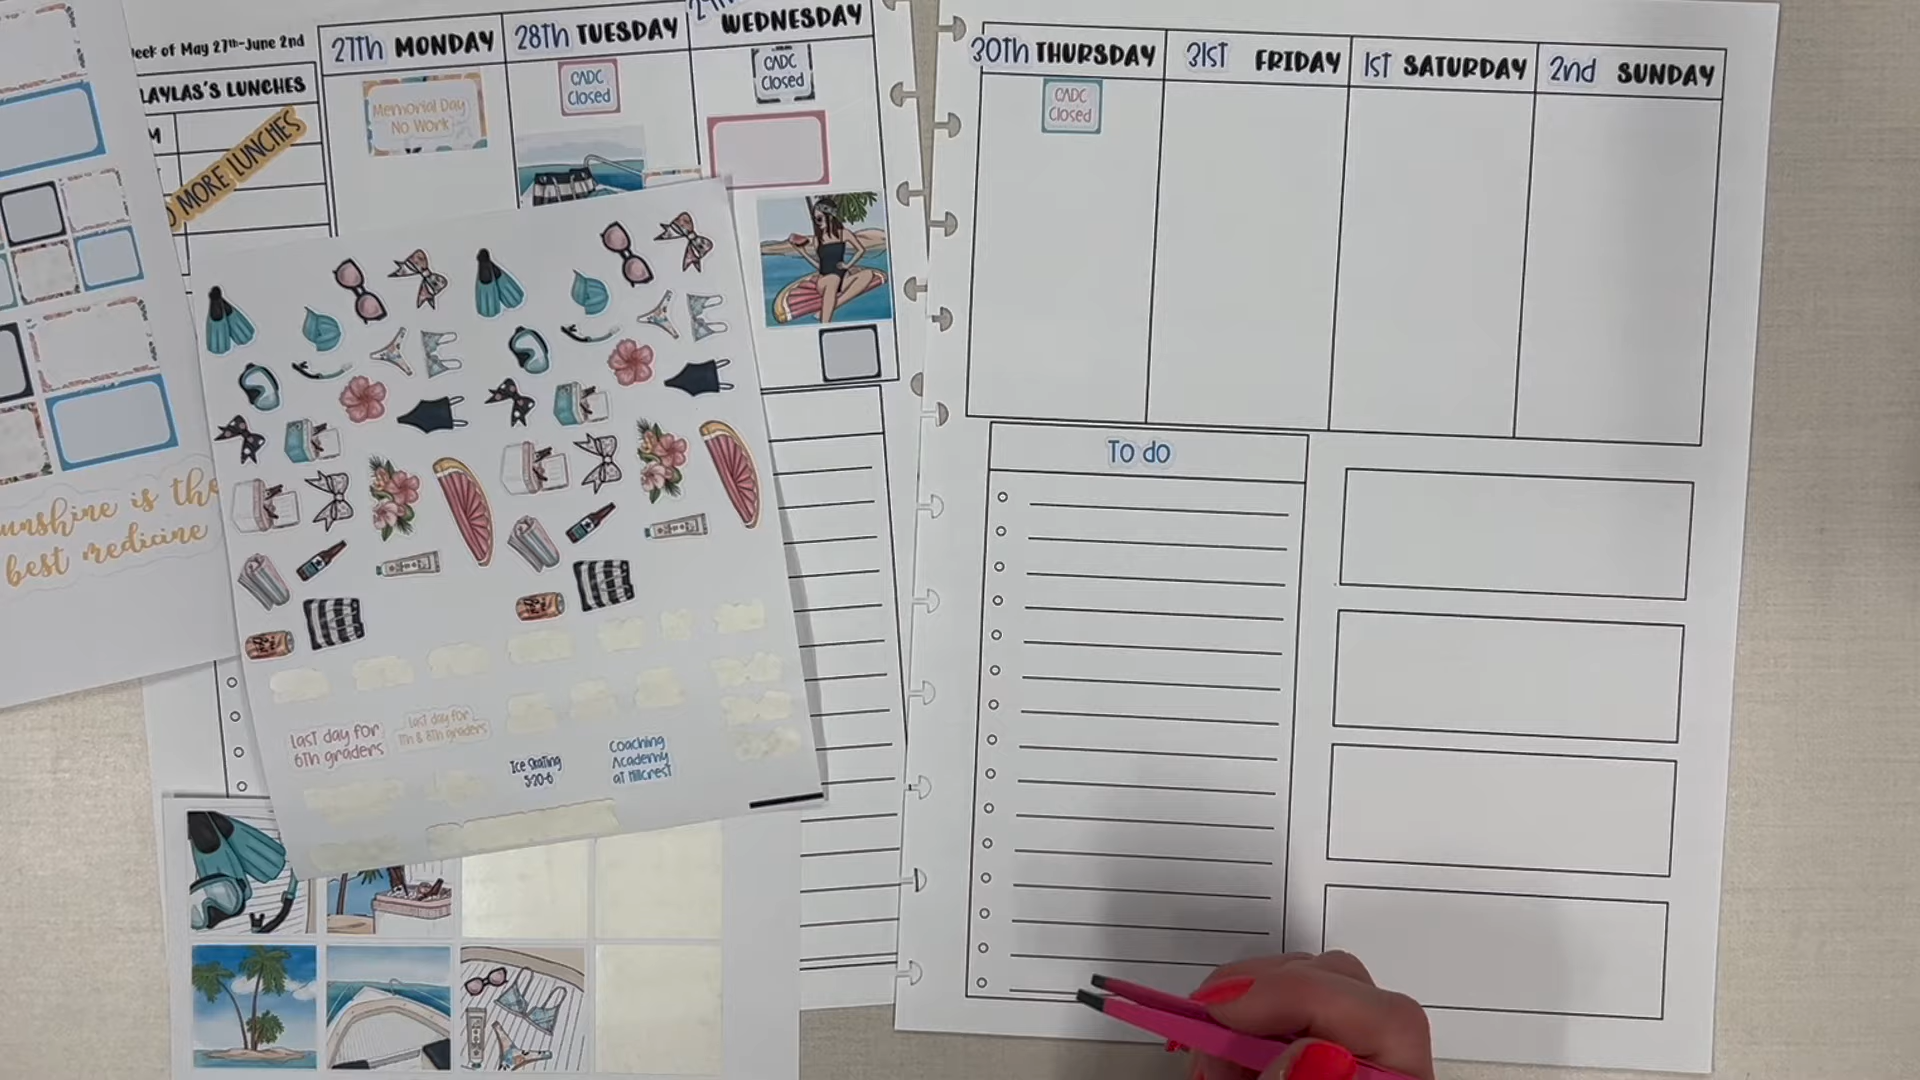 Week of May 27th-June 2nd
LAYLAS'S LUNCHES
MORE LUNCHES
27Th MONDAY
28Th TUESDAY
29Th WEDNESDAY
Memorial Day
No Work
CADC
Closed
CADC
Closed
30Th THURSDAY
31sT FRIDAY
1sT SATURDAY
2nd SUNDAY
CADC
Closed
To do
sunshine is the
best medicine
last day for
6Th graders
last day for
7Th & 8Th graders
Ice Skating
5:20-6
Coaching
Academy
aT Hillcrest